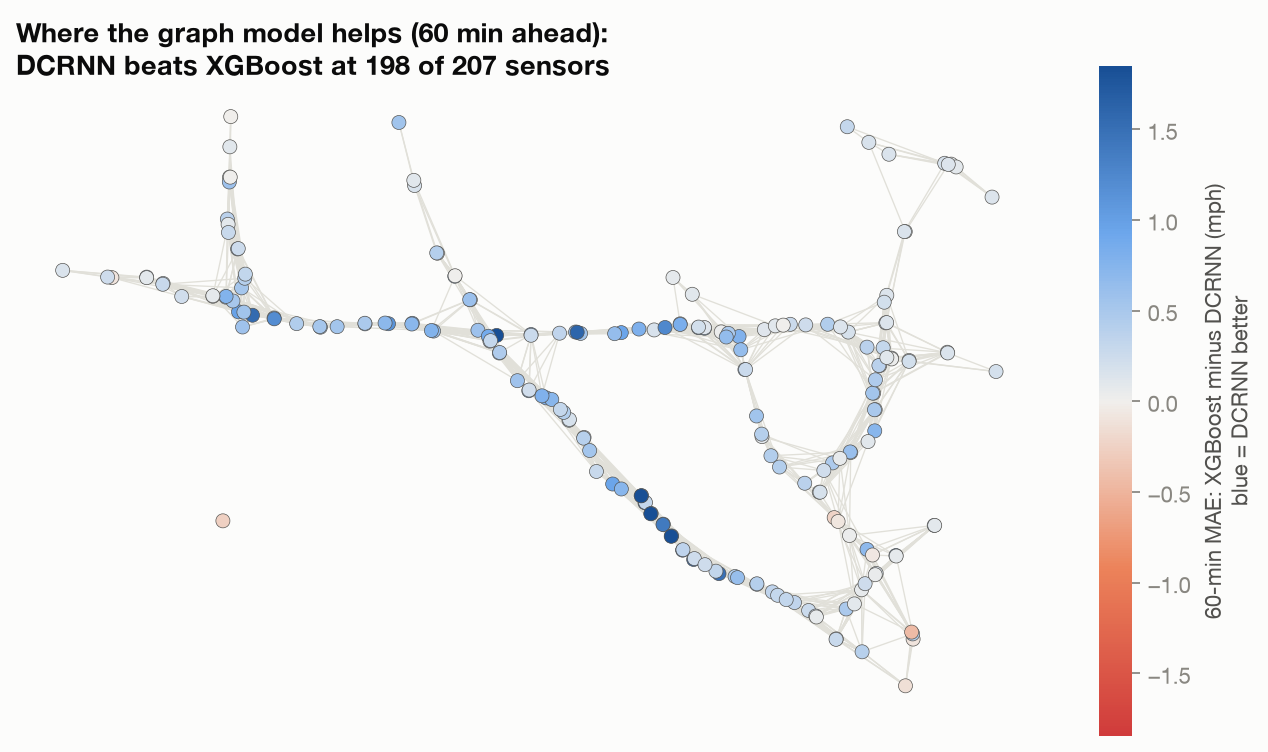 Where the graph model helps (60 min ahead):
DCRNN beats XGBoost at 198 of 207 sensors
1.5
1.0
0.5
0.0
−0.5
−1.0
−1.5
60-min MAE: XGBoost minus DCRNN (mph)
blue = DCRNN better